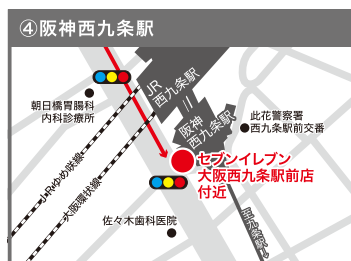 ④阪神西九条駅
JR
西九条駅
朝日橋胃腸科
内科診療所
阪神
西九条駅
此花警察署
西九条駅前交番
セブンイレブン
大阪西九条駅前店
付近
JRゆめ咲線
大阪環状線
佐々木歯科医院
至九条駅